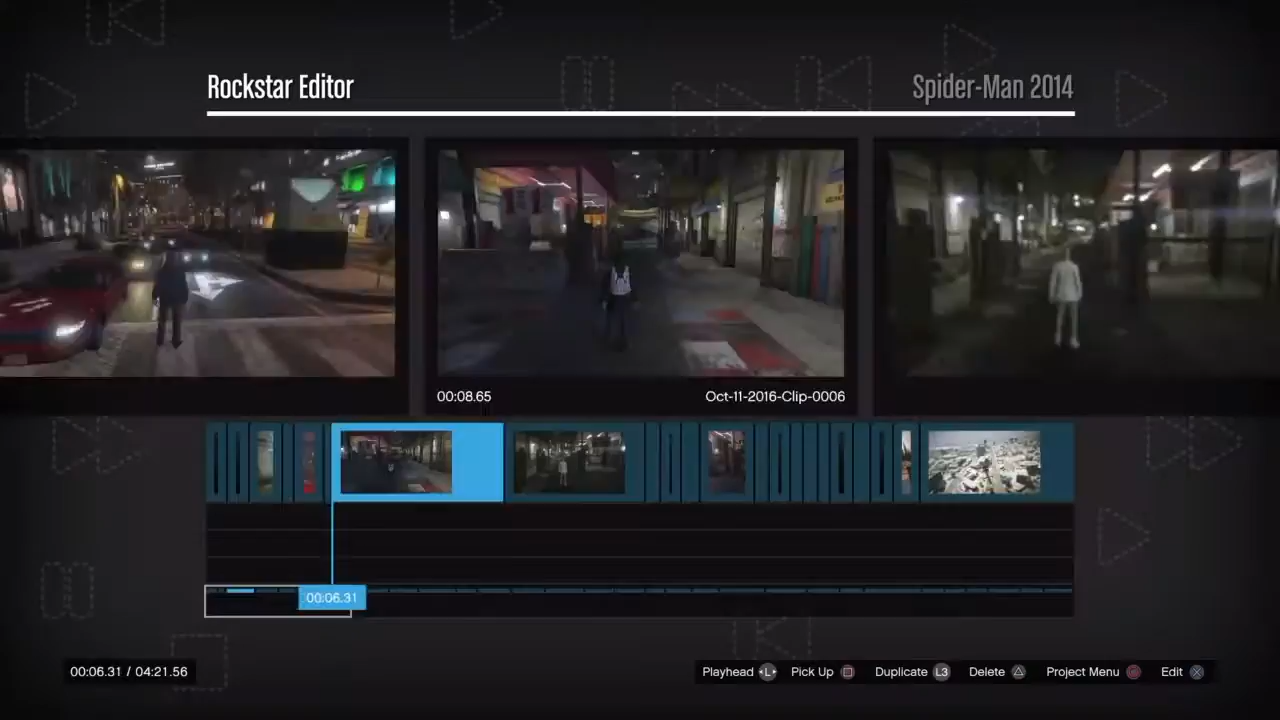 Rockstar Editor
Spider-Man 2014
00:08.65
Oct-11-2016-Clip-0006
00:06.31
00:06.31 / 04:21.56
Playhead L Pick Up Duplicate L3 Delete Project Menu Edit